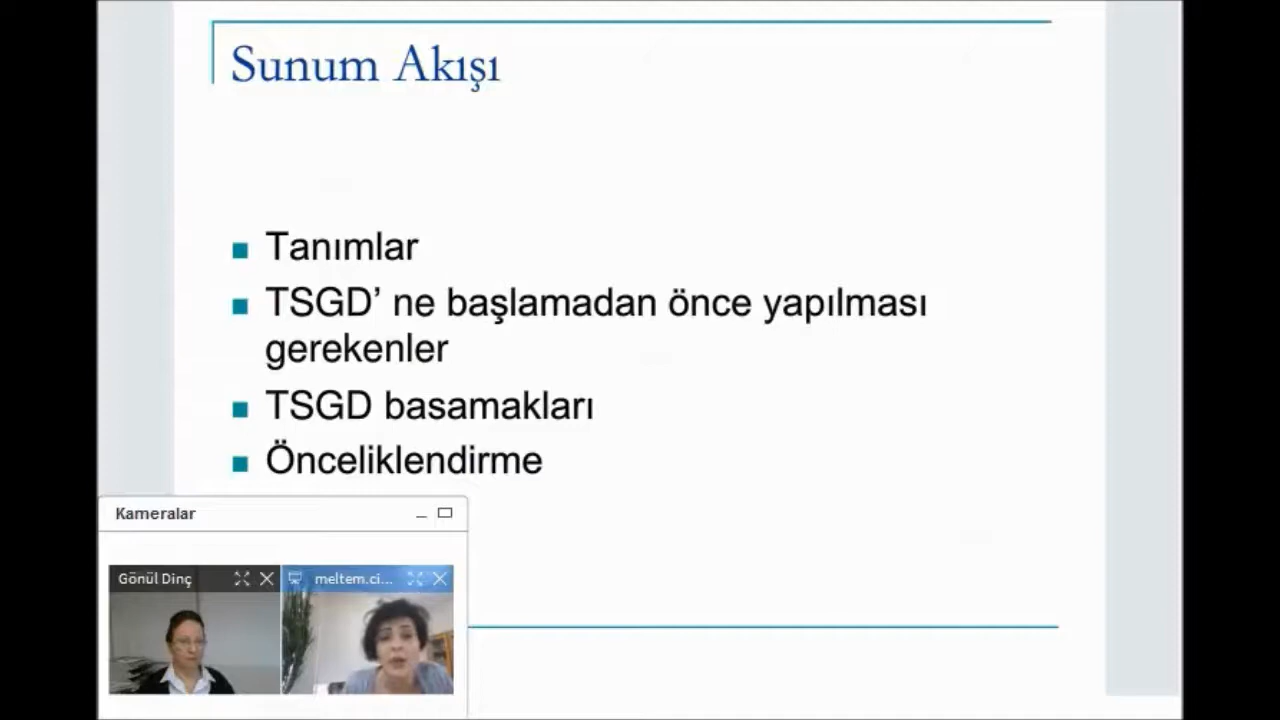 Sunum Akışı
Tanımlar
TSGD’ ne başlamadan önce yapılması
gerekenler
TSGD basamakları
Önceliklendirme
Kameralar
Gönül Dinç
meltem.ci...